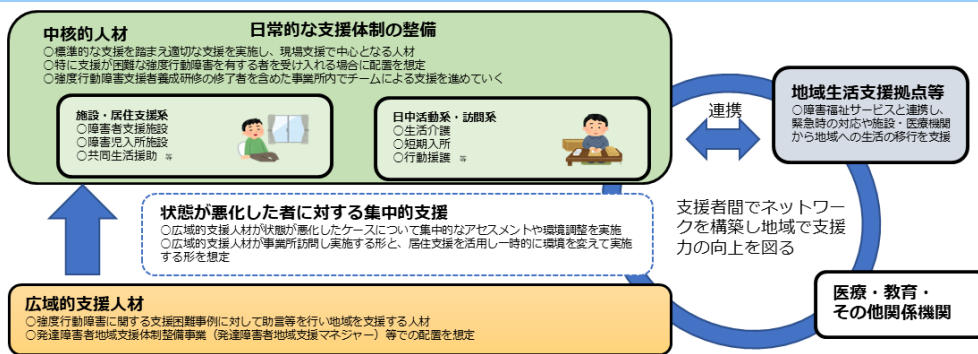 中核的人材
日常的な支援体制の整備
○標準的な支援を踏まえ適切な支援を実施し、現場支援で中心となる人材
○特に支援が困難な強度行動障害を有する者を受け入れる場合に配置を想定
○強度行動障害支援者養成研修の修了者を含めた事業所内でチームによる支援を進めていく
施設・居住支援系
○障害者支援施設
○障害児入所施設
○共同生活援助 等
日中活動系・訪問系
○生活介護
○短期入所
○行動援護 等
連携
地域生活支援拠点等
○障害福祉サービスと連携し、
緊急時の対応や施設・医療機関
から地域への生活の移行を支援
状態が悪化した者に対する集中的支援
○広域的支援人材が状態が悪化したケースについて集中的なアセスメントや環境調整を実施
○広域的支援人材が事業所訪問し実施する形と、居住支援を活用し一時的に環境を変えて実施
する形を想定
支援者間でネットワー
クを構築し地域で支援
力の向上を図る
広域的支援人材
○強度行動障害に関する支援困難事例に対して助言等を行い地域を支援する人材
○発達障害者地域支援体制整備事業（発達障害者地域支援マネジャー）等での配置を想定
医療・教育・
その他関係機関